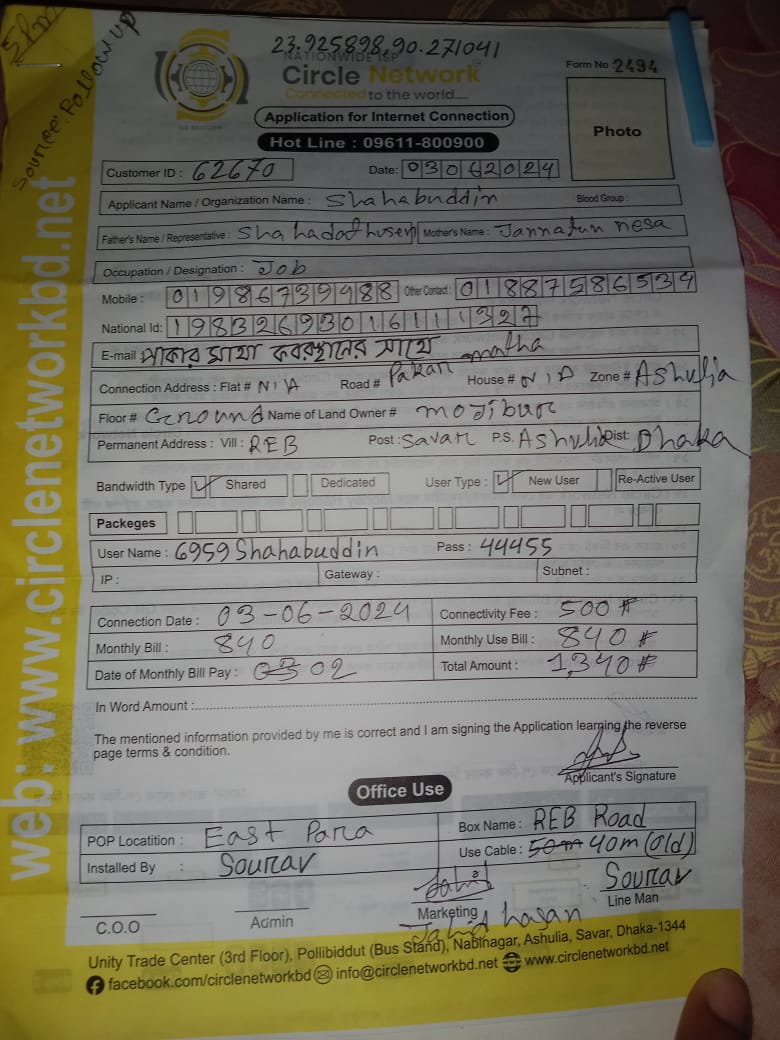 23.925898,90.271041
Source: Follow up
NATIONWIDE ISP
Circle Network
Connected to the world....
Form No 2494
Application for Internet Connection
Photo
Hot Line : 09611-800900
Customer ID : 62670 Date: 03062024
Applicant Name / Organization Name : Shahabuddin Blood Group :
Father's Name / Representative : Shahadat husen Mother's Name : Jannatun nesa
Occupation / Designation : Job
Mobile : 01986739988 Other Contact : 01887586534
National Id: 19832693016111327
E-mail পাকার মাথা কবরস্থানের সাথে
Connection Address : Flat # N/A Road # Pakar matha House # N/A Zone # Ashulia
Floor # Ground Name of Land Owner # mojibur
Permanent Address : Vill : REB Post : Savar P.S. Ashulia Dist: Dhaka
Bandwidth Type Shared Dedicated User Type : New User Re-Active User
Packeges
User Name : 6959Shahabuddin Pass : 44455
IP : Gateway : Subnet :
Connection Date : 03-06-2024 Connectivity Fee : 500 #
Monthly Bill : 840 Monthly Use Bill : 840 #
Date of Monthly Bill Pay : 03 02 Total Amount : 1,340 #
In Word Amount :
The mentioned information provided by me is correct and I am signing the Application learning the reverse
page terms & condition.
Applicant's Signature
Office Use
POP Locatition : East Para Box Name : REB Road
Installed By : Sourav Use Cable : 50m 40m (old)
Sourav
C.O.O Admin Marketing Line Man
Jahid hasan
Unity Trade Center (3rd Floor), Pollibiddut (Bus Stand), Nabinagar, Ashulia, Savar, Dhaka-1344
facebook.com/circlenetworkbd info@circlenetworkbd.net www.circlenetworkbd.net
web: www.circlenetworkbd.net